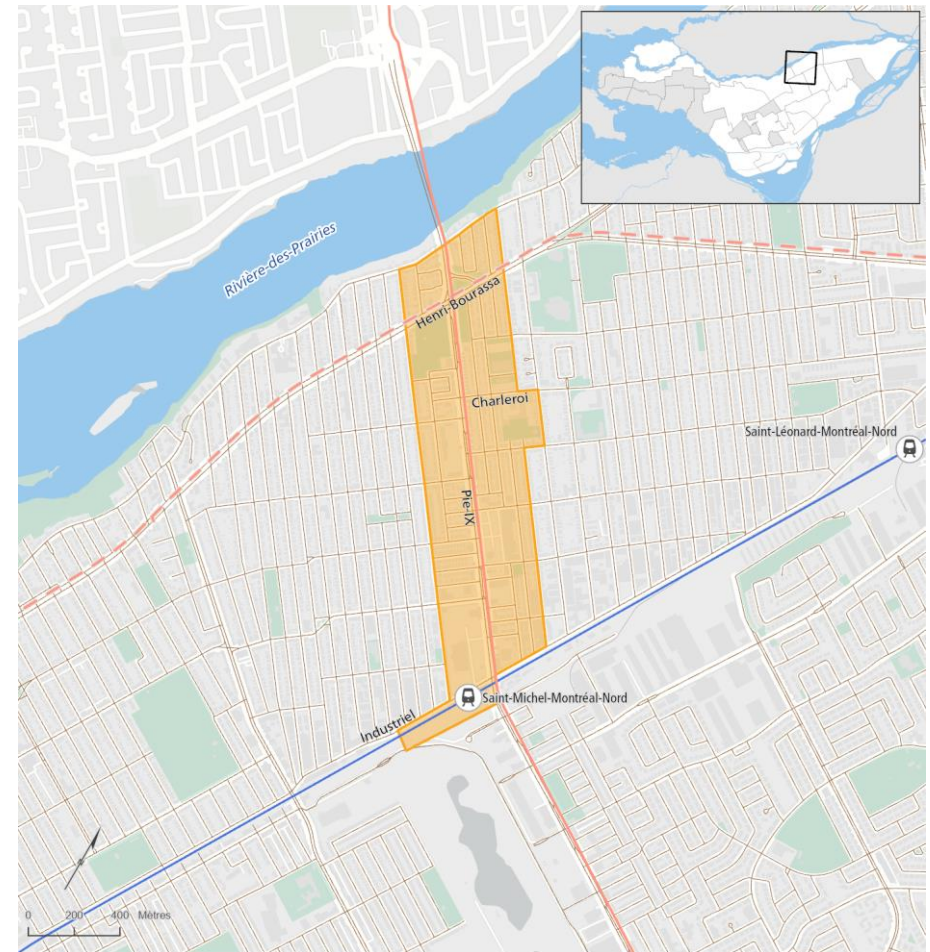 Rivière-des-Prairies
Henri-Bourassa
Charleroi
Saint-Léonard-Montréal-Nord
Pie-IX
Saint-Michel-Montréal-Nord
Industriel
0 200 400 Mètres